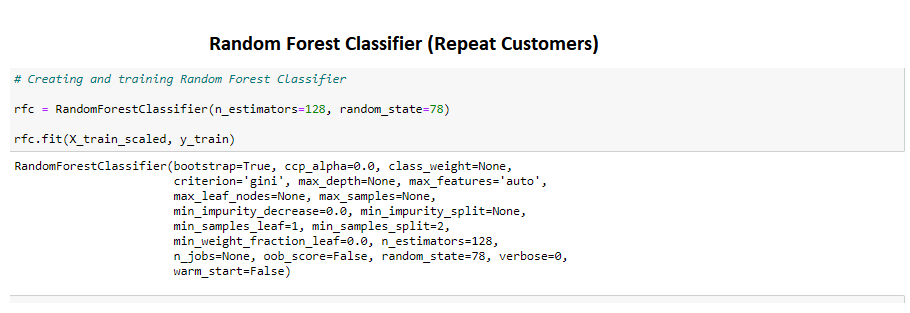 Random Forest Classifier (Repeat Customers)
# Creating and training Random Forest Classifier
rfc = RandomForestClassifier(n_estimators=128, random_state=78)
rfc.fit(X_train_scaled, y_train)
RandomForestClassifier(bootstrap=True, ccp_alpha=0.0, class_weight=None,
criterion='gini', max_depth=None, max_features='auto',
max_leaf_nodes=None, max_samples=None,
min_impurity_decrease=0.0, min_impurity_split=None,
min_samples_leaf=1, min_samples_split=2,
min_weight_fraction_leaf=0.0, n_estimators=128,
n_jobs=None, oob_score=False, random_state=78, verbose=0,
warm_start=False)